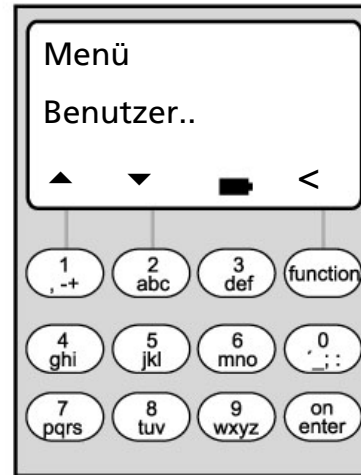 Menü
Benutzer..
<
1 2 3 function
, -+ abc def
4 5 6 0
ghi jkl mno ´_; :
7 8 9 on
pqrs tuv wxyz enter